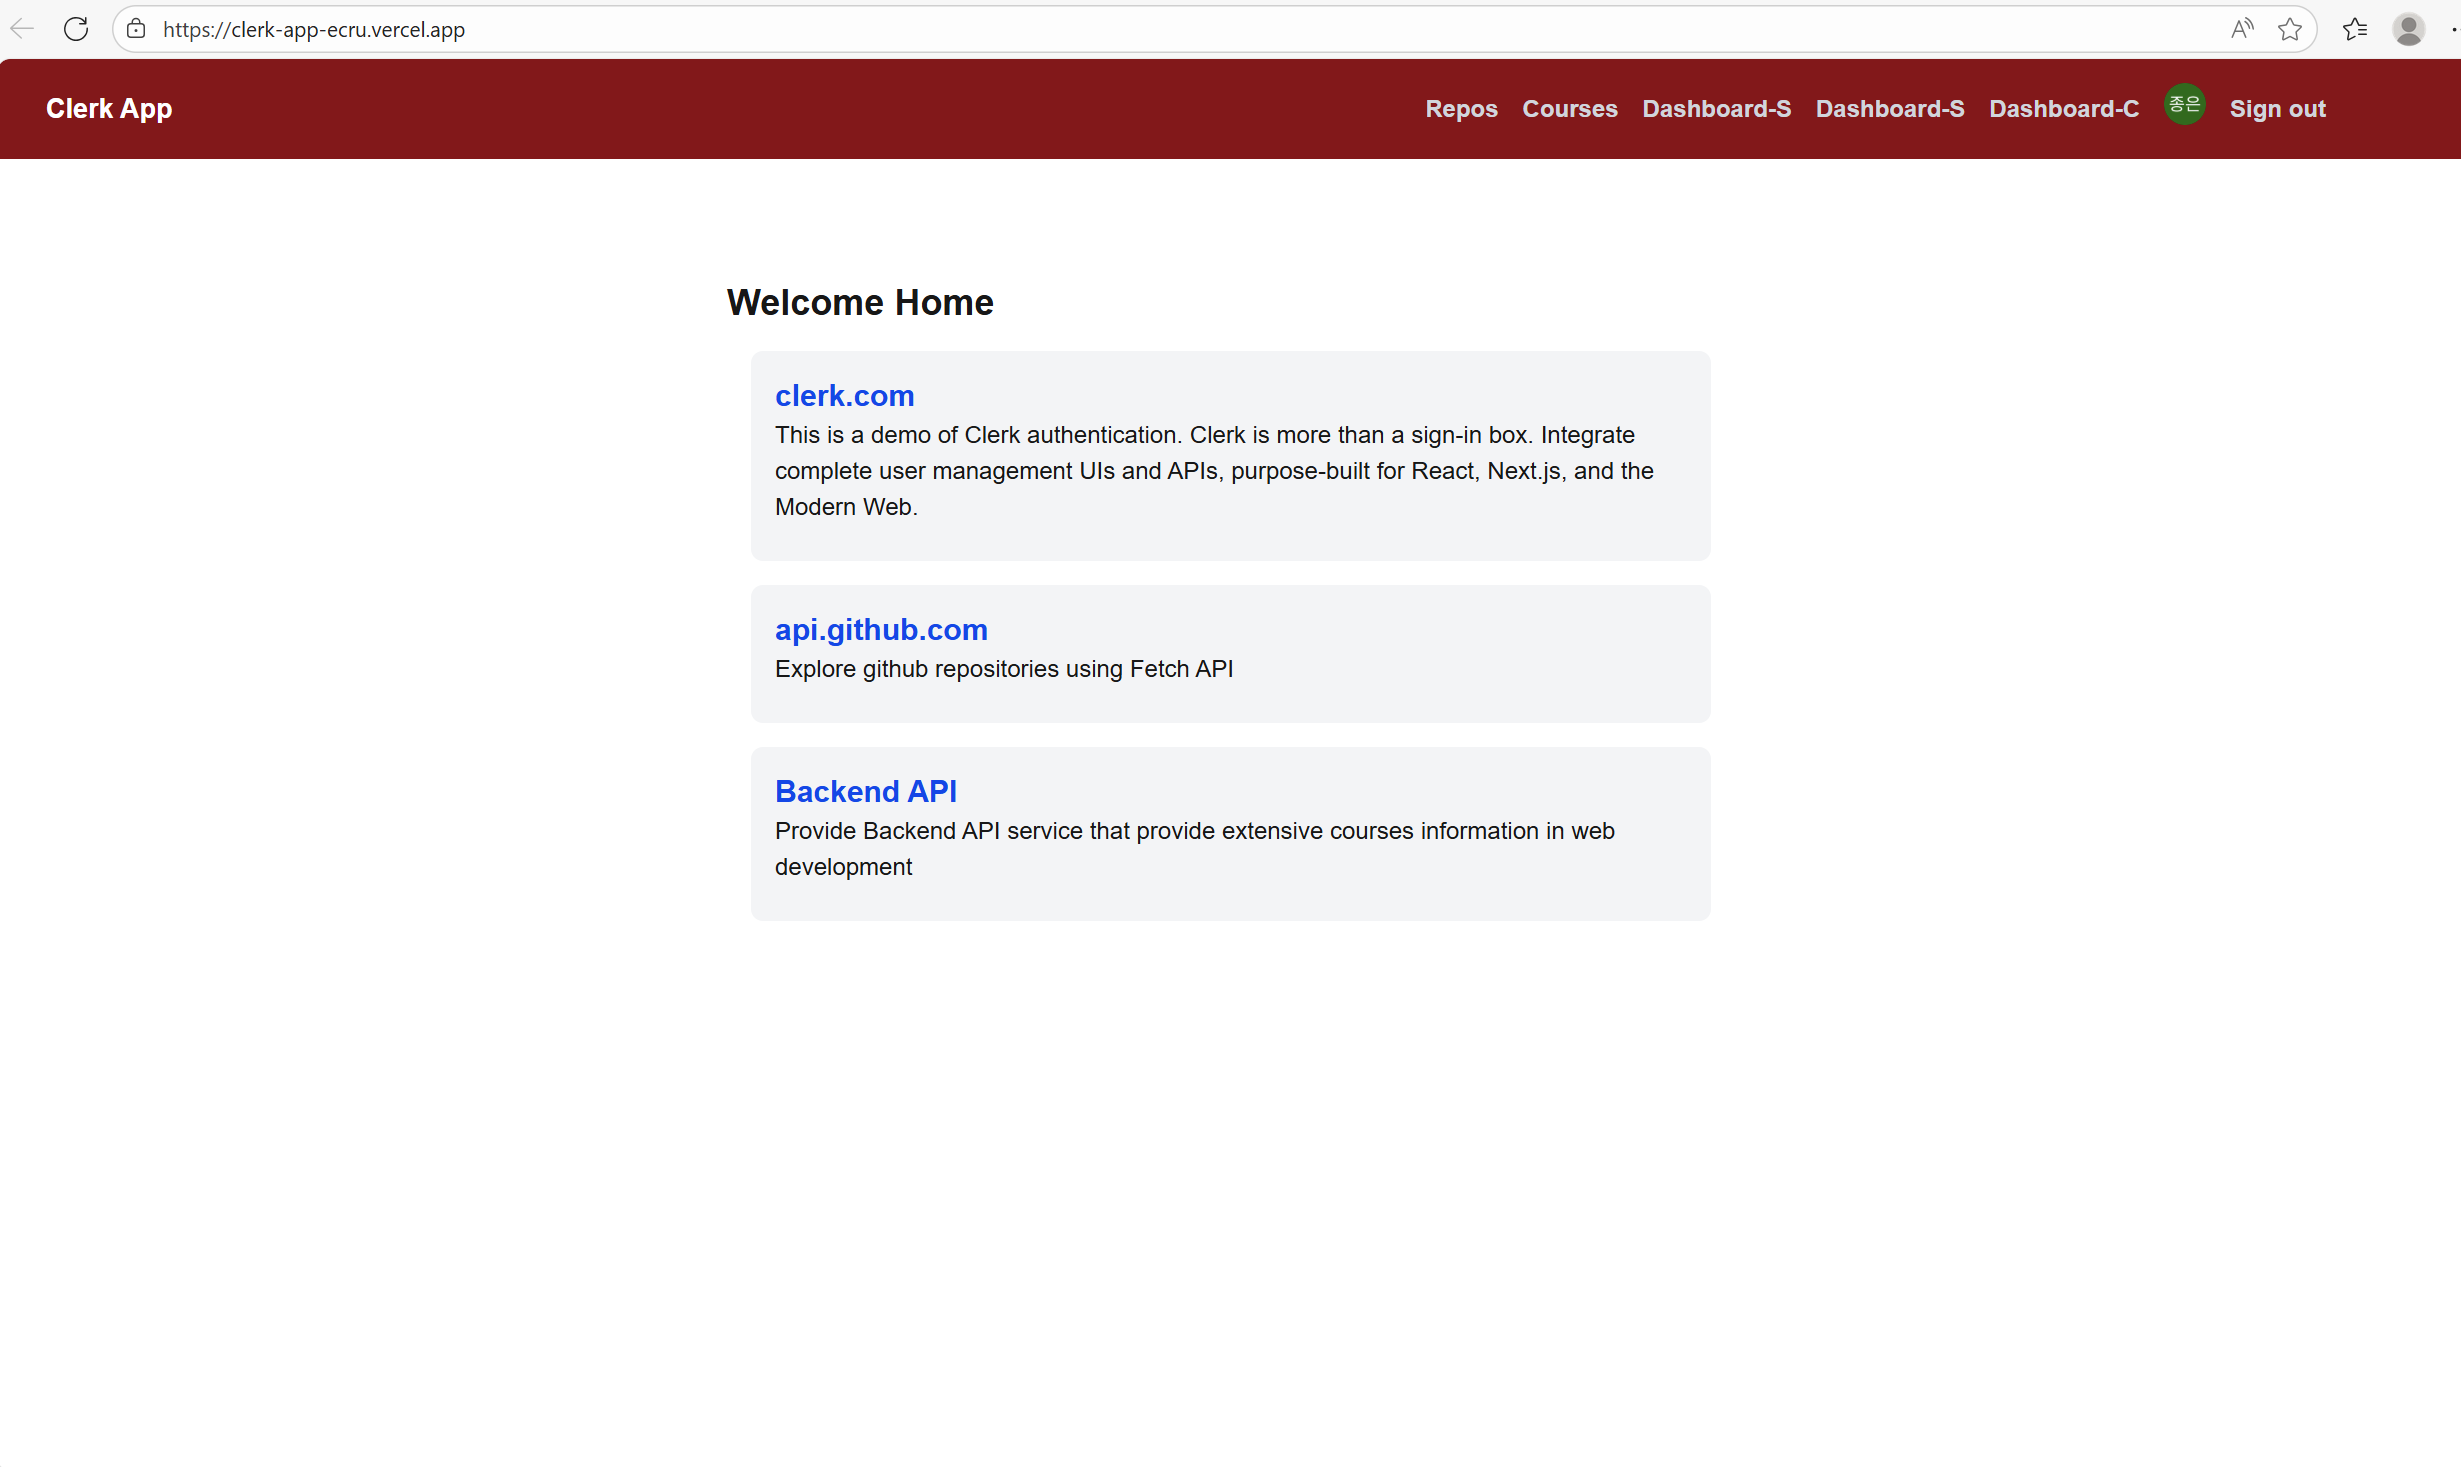 https://clerk-app-ecru.vercel.app
Clerk App
Repos Courses Dashboard-S Dashboard-S Dashboard-C 종은 Sign out
Welcome Home
clerk.com
This is a demo of Clerk authentication. Clerk is more than a sign-in box. Integrate
complete user management UIs and APIs, purpose-built for React, Next.js, and the
Modern Web.
api.github.com
Explore github repositories using Fetch API
Backend API
Provide Backend API service that provide extensive courses information in web
development